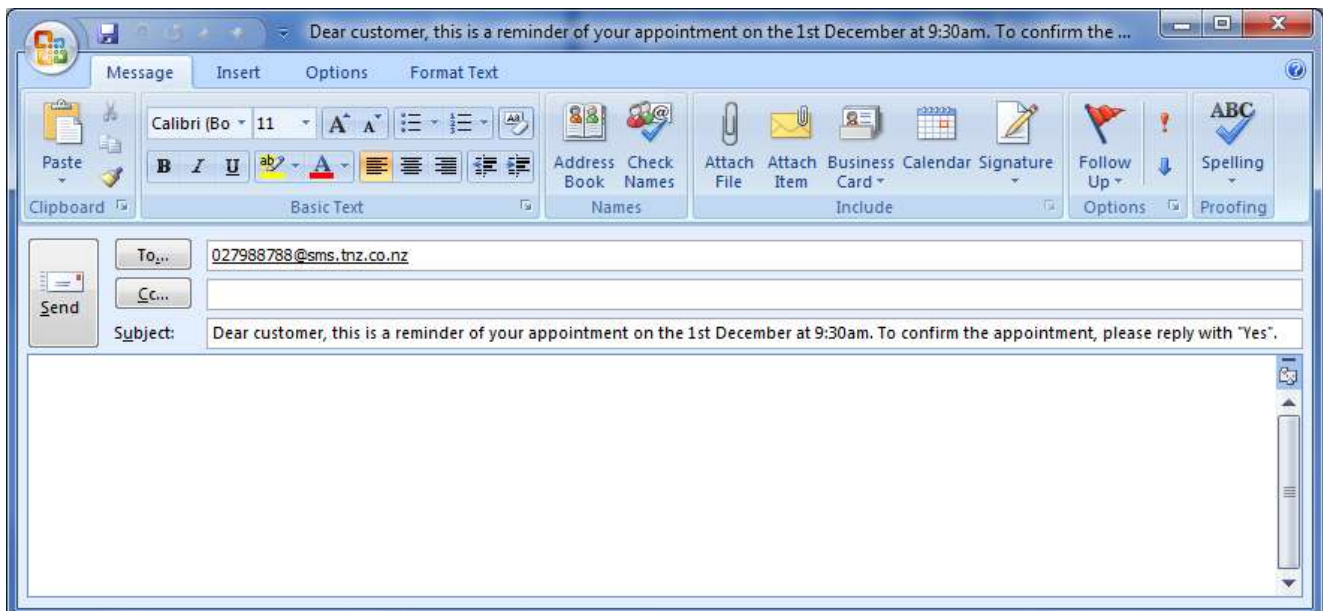 Dear customer, this is a reminder of your appointment on the 1st December at 9:30am. To confirm the ...
Message Insert Options Format Text
Calibri (Bo 11 A A Aa
B I U ab A
Paste
Clipboard
Basic Text
Address Book
Check Names
Names
Attach File
Attach Item
Business Card
Calendar
Signature
Include
Follow Up
Options
ABC
Spelling
Proofing
Send
To...
027988788@sms.tnz.co.nz
Cc...
Subject: Dear customer, this is a reminder of your appointment on the 1st December at 9:30am. To confirm the appointment, please reply with "Yes".